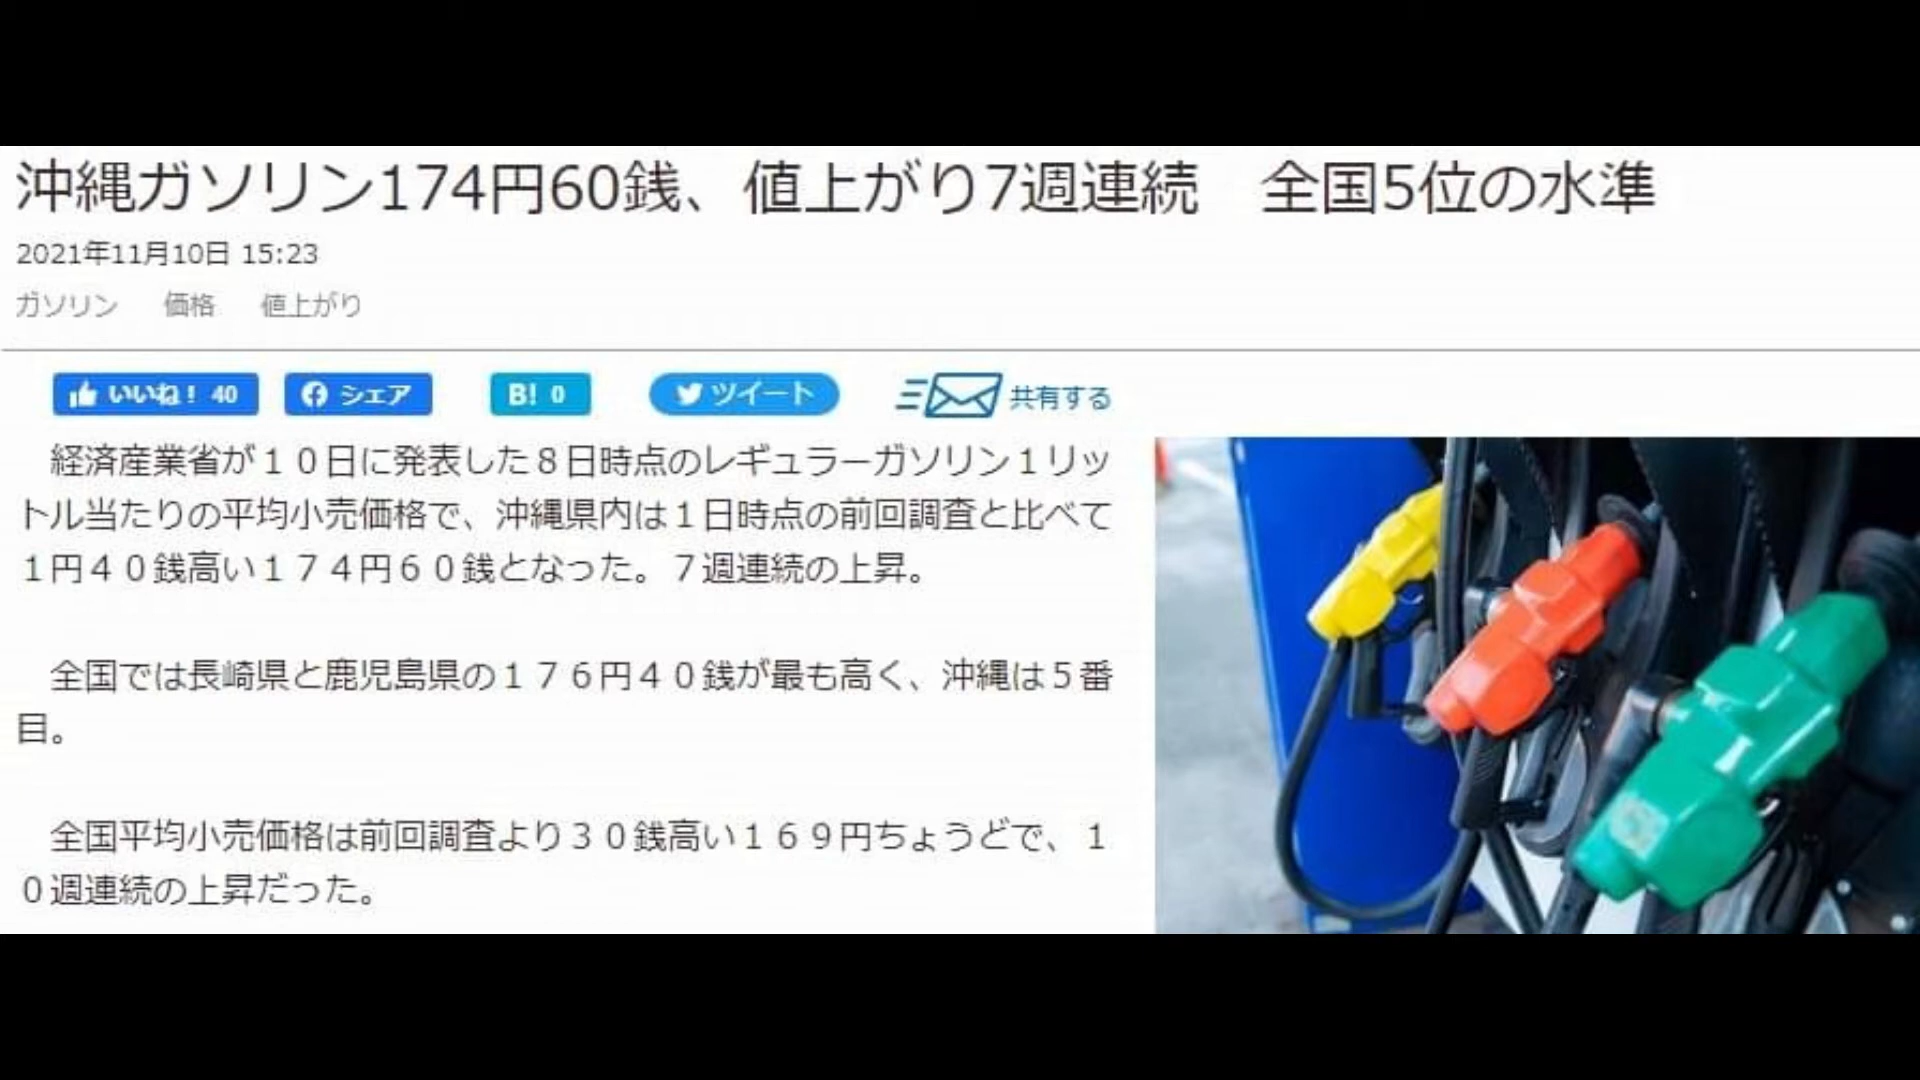 沖縄ガソリン174円60銭、値上がり7週連続　全国5位の水準
2021年11月10日 15:23
ガソリン　価格　値上がり
いいね！ 40　シェア　B! 0　ツイート　共有する
　経済産業省が１０日に発表した８日時点のレギュラーガソリン１リッ
トル当たりの平均小売価格で、沖縄県内は１日時点の前回調査と比べて
１円４０銭高い１７４円６０銭となった。７週連続の上昇。
　全国では長崎県と鹿児島県の１７６円４０銭が最も高く、沖縄は５番
目。
　全国平均小売価格は前回調査より３０銭高い１６９円ちょうどで、１
０週連続の上昇だった。